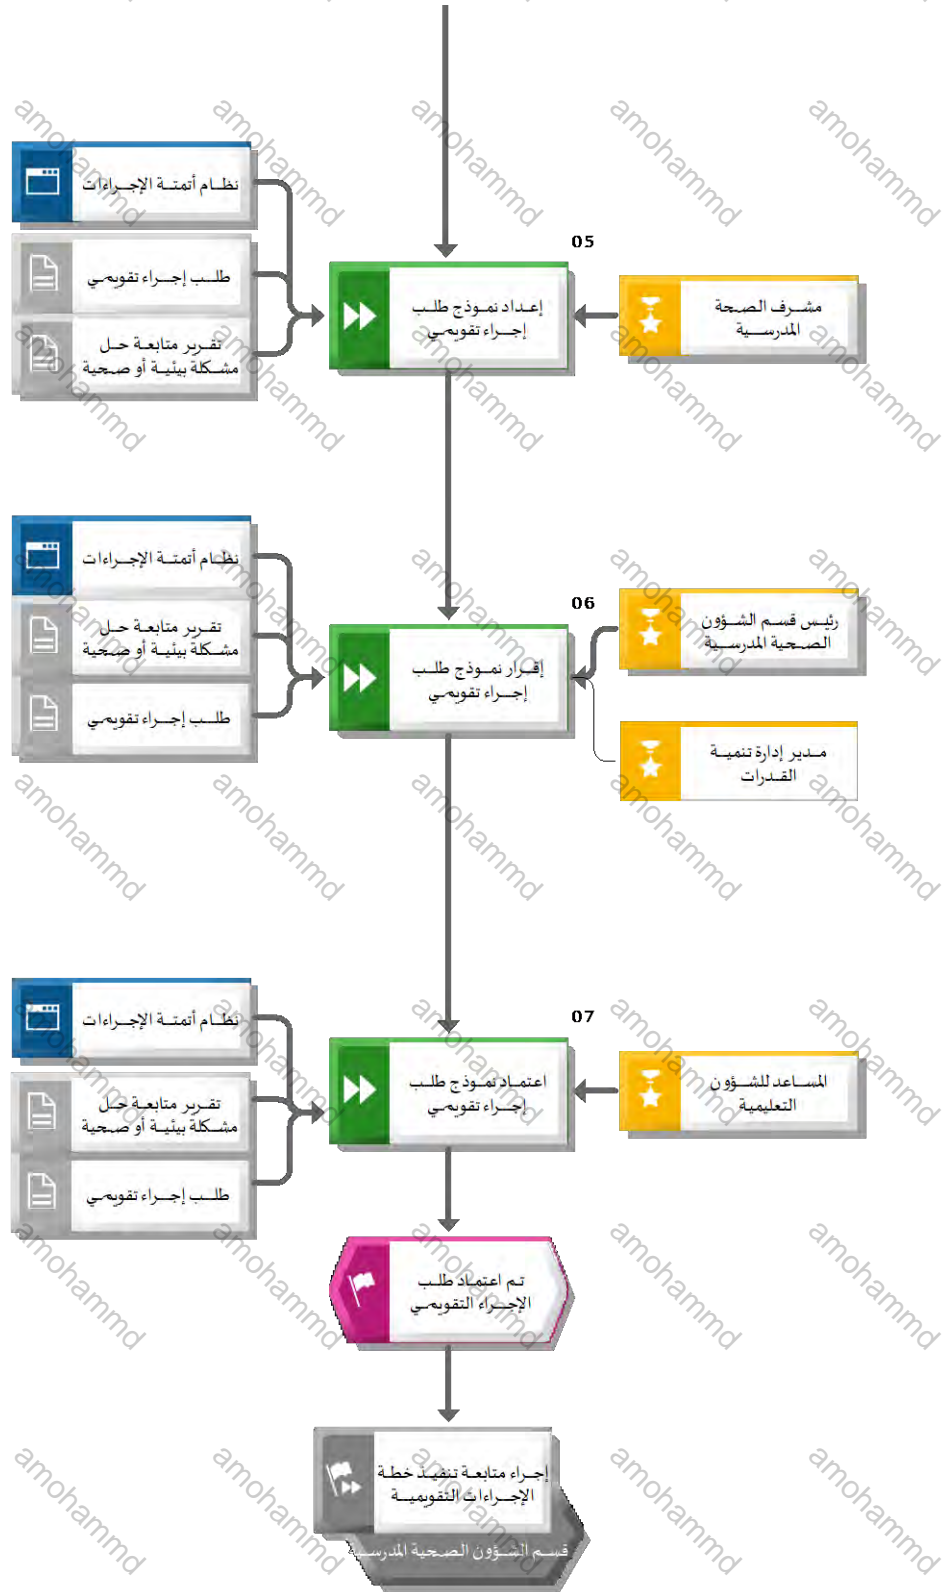 نظام أتمتة الإجراءات
طلب إجراء تقويمي
تقرير متابعة حل
مشكلة بيئية أو صحية
05
إعداد نموذج طلب
إجراء تقويمي
مشرف الصحة
المدرسية
نظام أتمتة الإجراءات
تقرير متابعة حل
مشكلة بيئية أو صحية
طلب إجراء تقويمي
06
إقرار نموذج طلب
إجراء تقويمي
رئيس قسم الشؤون
الصحية المدرسية
مدير إدارة تنمية
القدرات
نظام أتمتة الإجراءات
تقرير متابعة حل
مشكلة بيئية أو صحية
طلب إجراء تقويمي
07
اعتماد نموذج طلب
إجراء تقويمي
المساعد للشؤون
التعليمية
تم اعتماد طلب
الإجراء التقويمي
إجراء متابعة تنفيذ خطة
الإجراءات التقويمية
قسم الشؤون الصحية المدرسية
amohammd